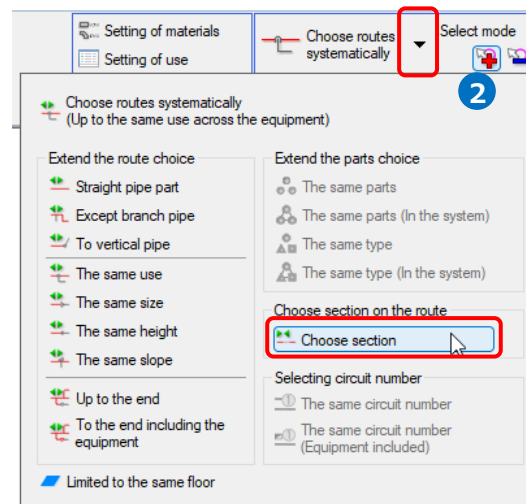 Setting of materials
Setting of use
Choose routes
systematically
Select mode
2
Choose routes systematically
(Up to the same use across the equipment)
Extend the route choice
Straight pipe part
Except branch pipe
To vertical pipe
The same use
The same size
The same height
The same slope
Up to the end
To the end including the
equipment
Limited to the same floor
Extend the parts choice
The same parts
The same parts (In the system)
The same type
The same type (In the system)
Choose section on the route
Choose section
Selecting circuit number
The same circuit number
The same circuit number
(Equipment included)